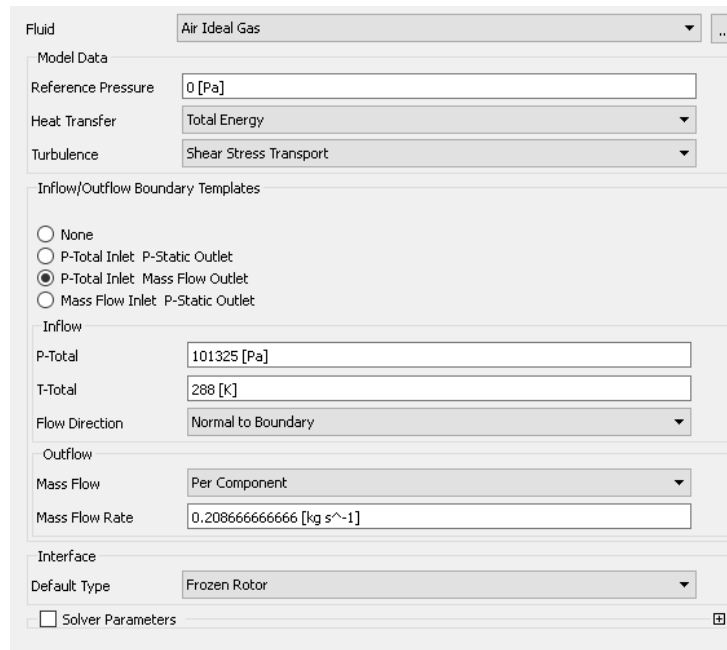 Fluid Air Ideal Gas ...
Model Data
Reference Pressure 0 [Pa]
Heat Transfer Total Energy
Turbulence Shear Stress Transport
Inflow/Outflow Boundary Templates
None
P-Total Inlet P-Static Outlet
P-Total Inlet Mass Flow Outlet
Mass Flow Inlet P-Static Outlet
Inflow
P-Total 101325 [Pa]
T-Total 288 [K]
Flow Direction Normal to Boundary
Outflow
Mass Flow Per Component
Mass Flow Rate 0.208666666666 [kg s^-1]
Interface
Default Type Frozen Rotor
Solver Parameters